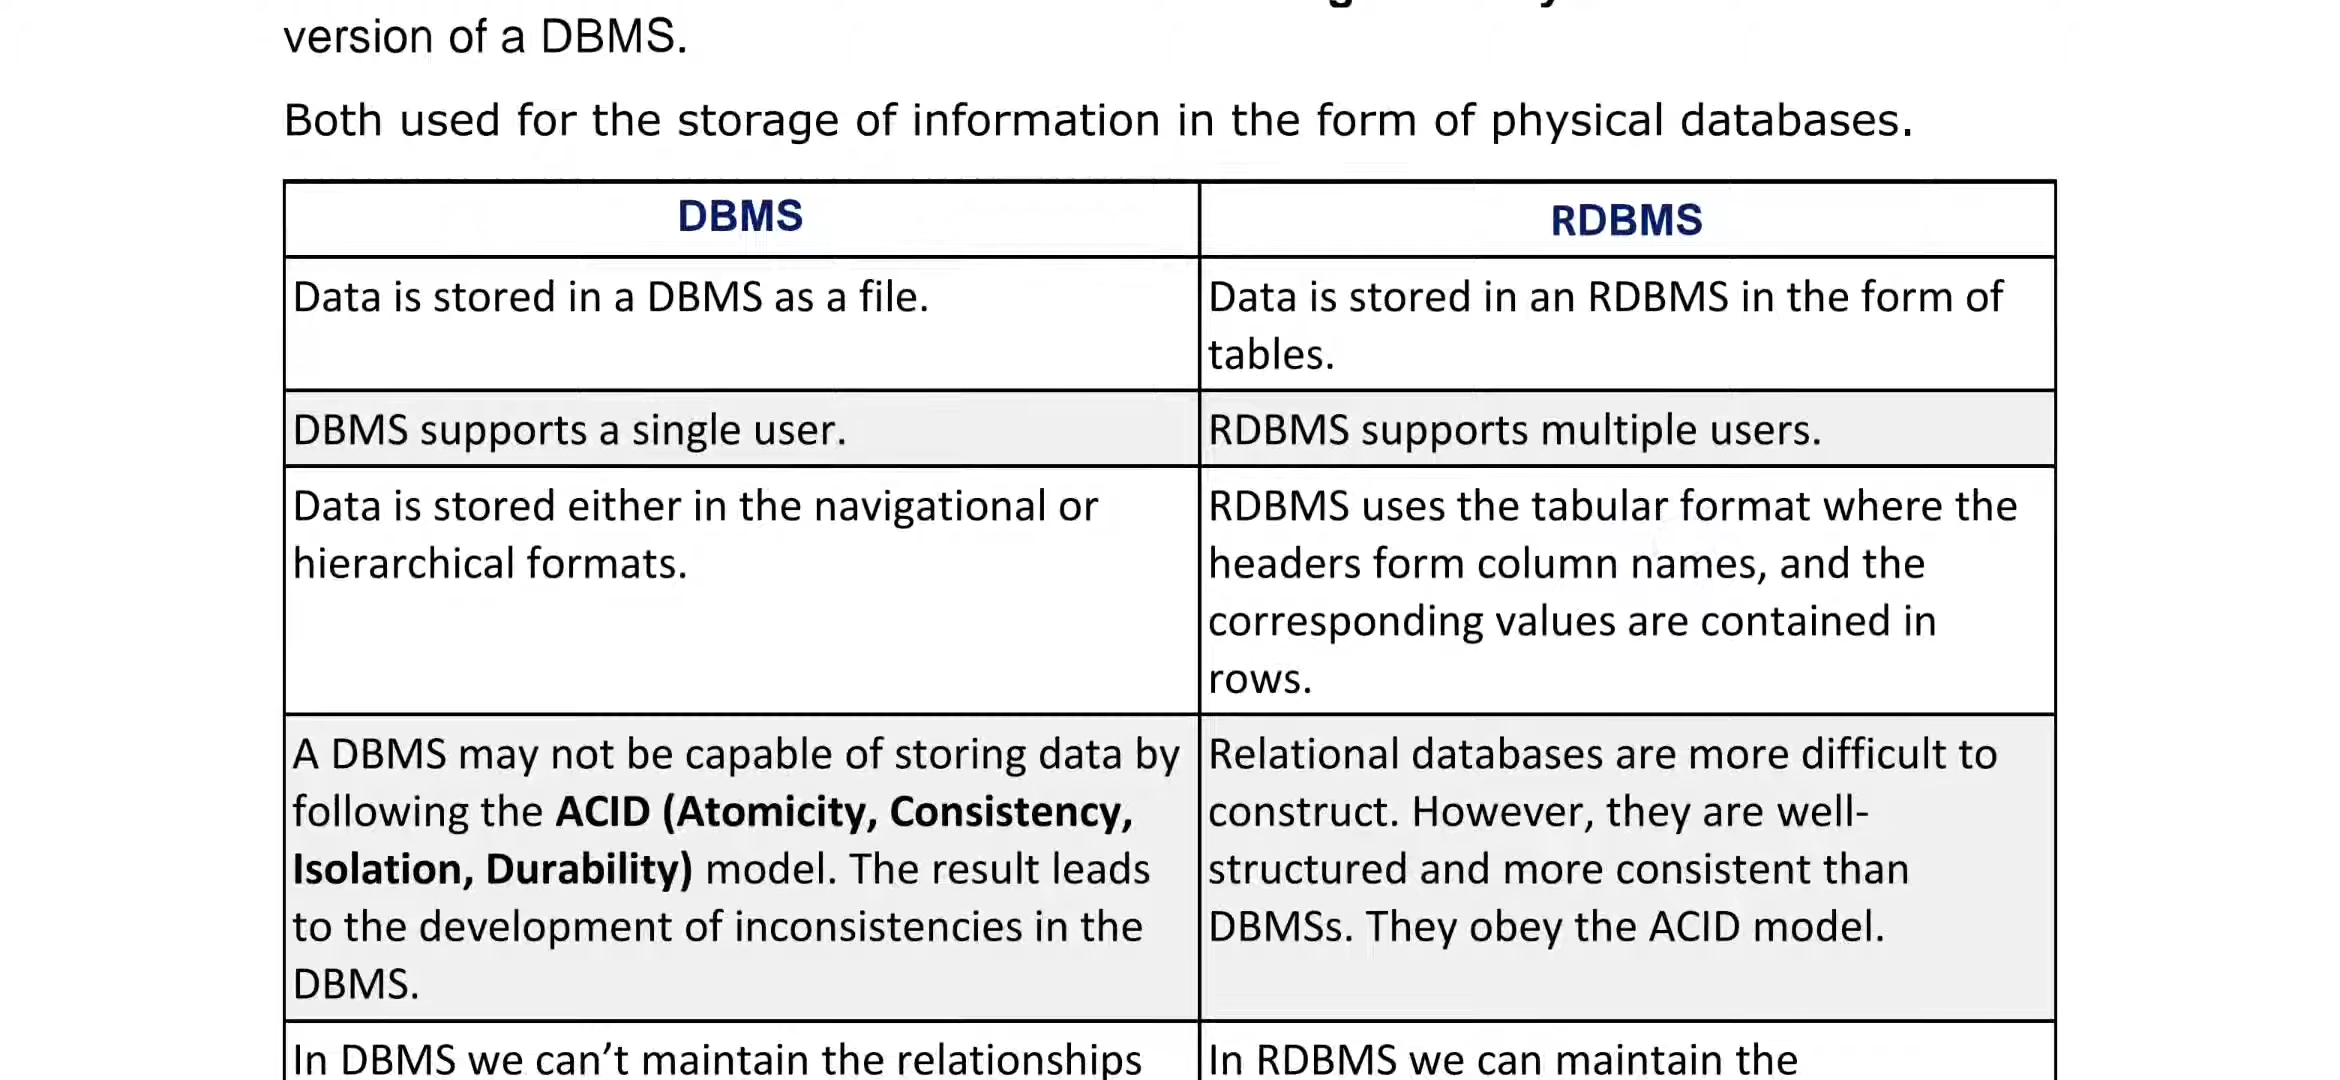 version of a DBMS.
Both used for the storage of information in the form of physical databases.
DBMS
RDBMS
Data is stored in a DBMS as a file.
Data is stored in an RDBMS in the form of
tables.
DBMS supports a single user.
RDBMS supports multiple users.
Data is stored either in the navigational or
hierarchical formats.
RDBMS uses the tabular format where the
headers form column names, and the
corresponding values are contained in
rows.
A DBMS may not be capable of storing data by
following the ACID (Atomicity, Consistency,
Isolation, Durability) model. The result leads
to the development of inconsistencies in the
DBMS.
Relational databases are more difficult to
construct. However, they are well-
structured and more consistent than
DBMSs. They obey the ACID model.
In DBMS we can’t maintain the relationships
In RDBMS we can maintain the